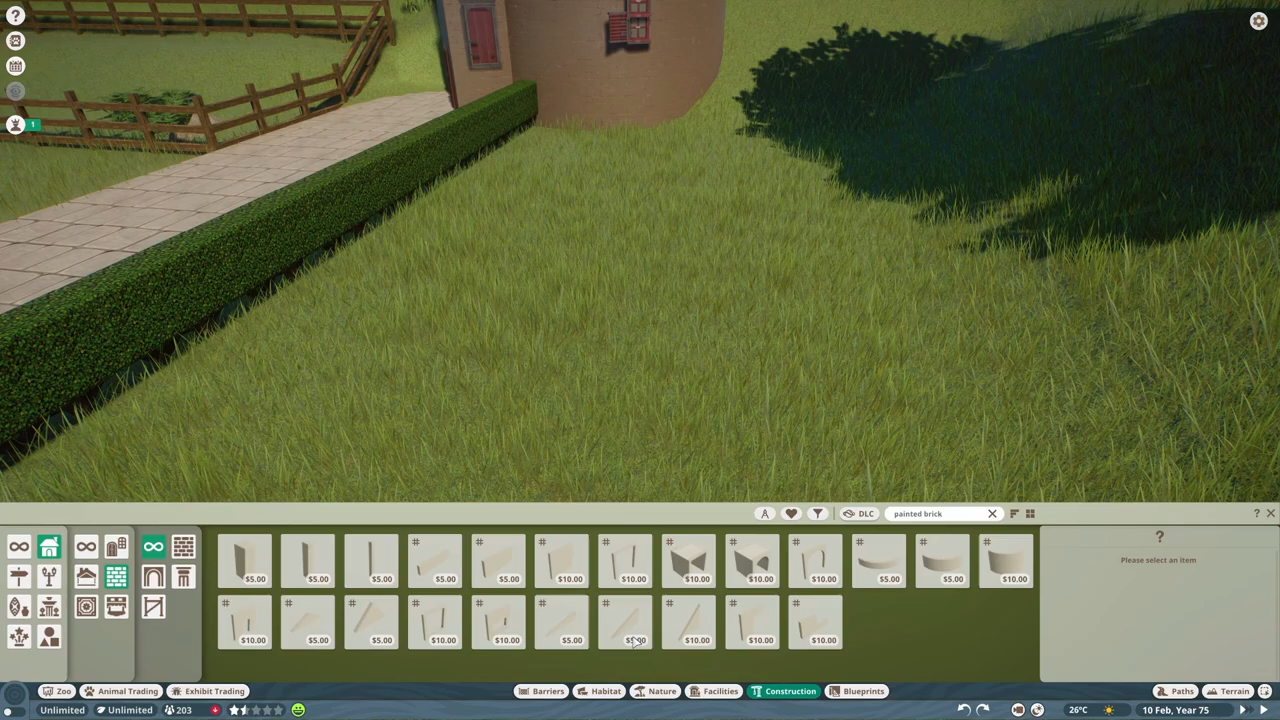 ?
1
DLC
painted brick
?
$5.00 $5.00 $5.00 $5.00 $5.00 $10.00 $10.00 $10.00 $10.00 $10.00 $5.00 $5.00 $10.00
?
Please select an item
$10.00 $5.00 $5.00 $10.00 $10.00 $5.00 $10.00 $10.00 $10.00
Zoo
Animal Trading
Exhibit Trading
Barriers
Habitat
Nature
Facilities
Construction
Blueprints
Paths
Terrain
Unlimited
Unlimited
203
26°C
10 Feb, Year 75